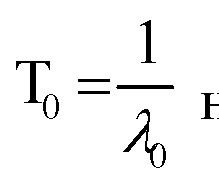 T₀ = 1/λ₀ н